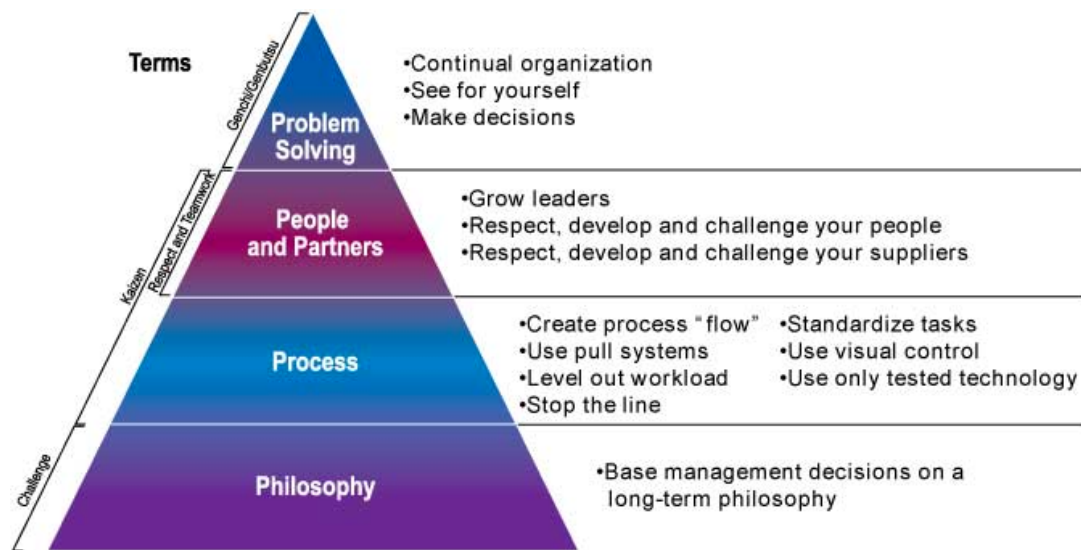 Terms
Genchi/Genbutsu
Problem
Solving
•Continual organization
•See for yourself
•Make decisions
Kaizen
Respect and Teamwork
People
and Partners
•Grow leaders
•Respect, develop and challenge your people
•Respect, develop and challenge your suppliers
Process
•Create process “flow”
•Use pull systems
•Level out workload
•Stop the line
•Standardize tasks
•Use visual control
•Use only tested technology
Challenge
Philosophy
•Base management decisions on a
long-term philosophy